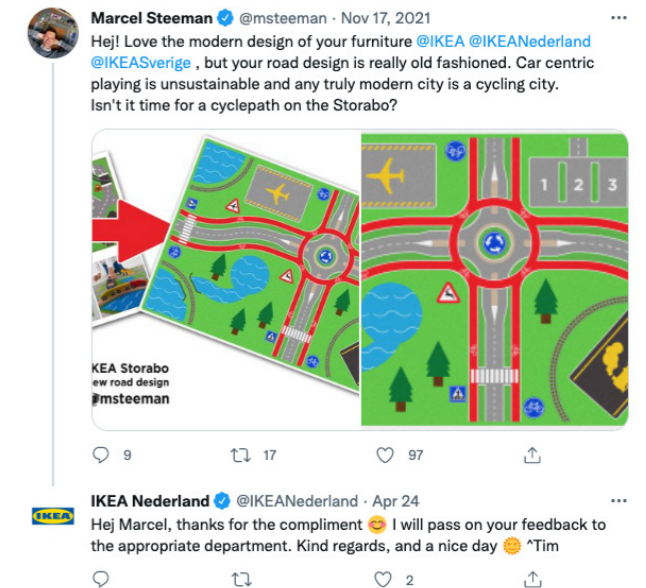 Marcel Steeman @msteeman · Nov 17, 2021
Hej! Love the modern design of your furniture @IKEA @IKEANederland
@IKEASverige , but your road design is really old fashioned. Car centric
playing is unsustainable and any truly modern city is a cycling city.
Isn't it time for a cyclepath on the Storabo?
1 2 3
KEA Storabo
ew road design
msteeman
9 17 97
IKEA
IKEA Nederland @IKEANederland · Apr 24
Hej Marcel, thanks for the compliment 😊 I will pass on your feedback to
the appropriate department. Kind regards, and a nice day 🌞 ^Tim
2